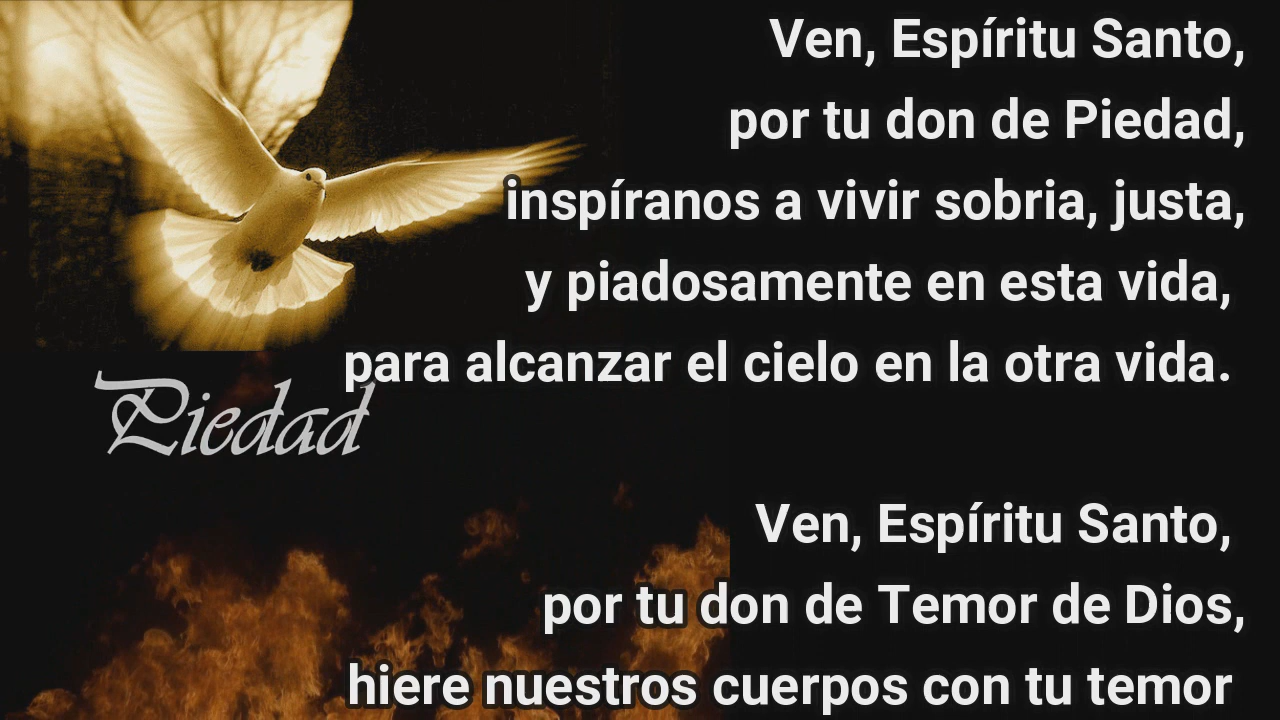 Ven, Espíritu Santo,
por tu don de Piedad,
inspíranos a vivir sobria, justa,
y piadosamente en esta vida,
para alcanzar el cielo en la otra vida.
Piedad
Ven, Espíritu Santo,
por tu don de Temor de Dios,
hiere nuestros cuerpos con tu temor